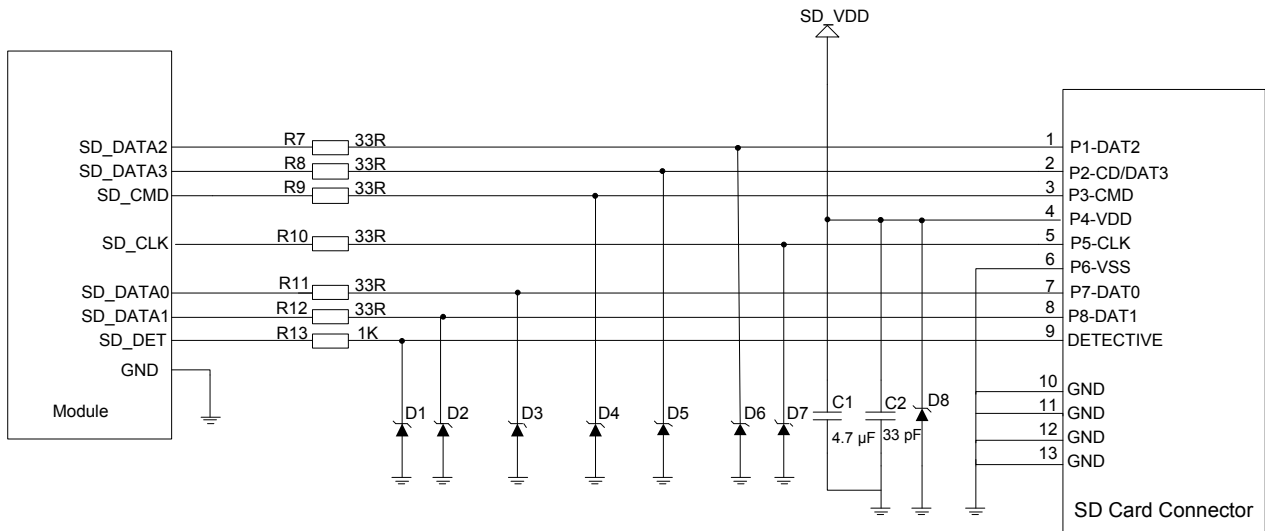 SD_VDD
SD_DATA2 R7 33R 1 P1-DAT2
SD_DATA3 R8 33R 2 P2-CD/DAT3
SD_CMD R9 33R 3 P3-CMD
4 P4-VDD
SD_CLK R10 33R 5 P5-CLK
6 P6-VSS
SD_DATA0 R11 33R 7 P7-DAT0
SD_DATA1 R12 33R 8 P8-DAT1
SD_DET R13 1K 9 DETECTIVE
GND
10 GND
Module D1 D2 D3 D4 D5 D6 D7 C1 C2 D8
11 GND
4.7 µF 33 pF
12 GND
13 GND
SD Card Connector